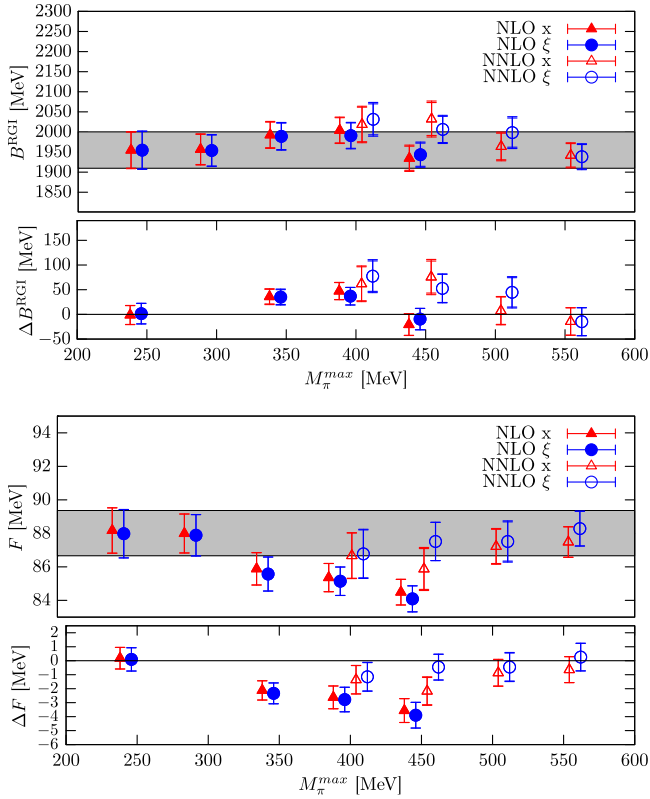 2300
2250
2200
2150
2100
2050
2000
1950
1900
1850
B^RGI [MeV]
NLO x
NLO ξ
NNLO x
NNLO ξ
150
100
50
0
−50
ΔB^RGI [MeV]
200 250 300 350 400 450 500 550 600
M_π^max [MeV]
94
92
90
88
86
84
F [MeV]
NLO x
NLO ξ
NNLO x
NNLO ξ
2
1
0
−1
−2
−3
−4
−5
−6
ΔF [MeV]
200 250 300 350 400 450 500 550 600
M_π^max [MeV]